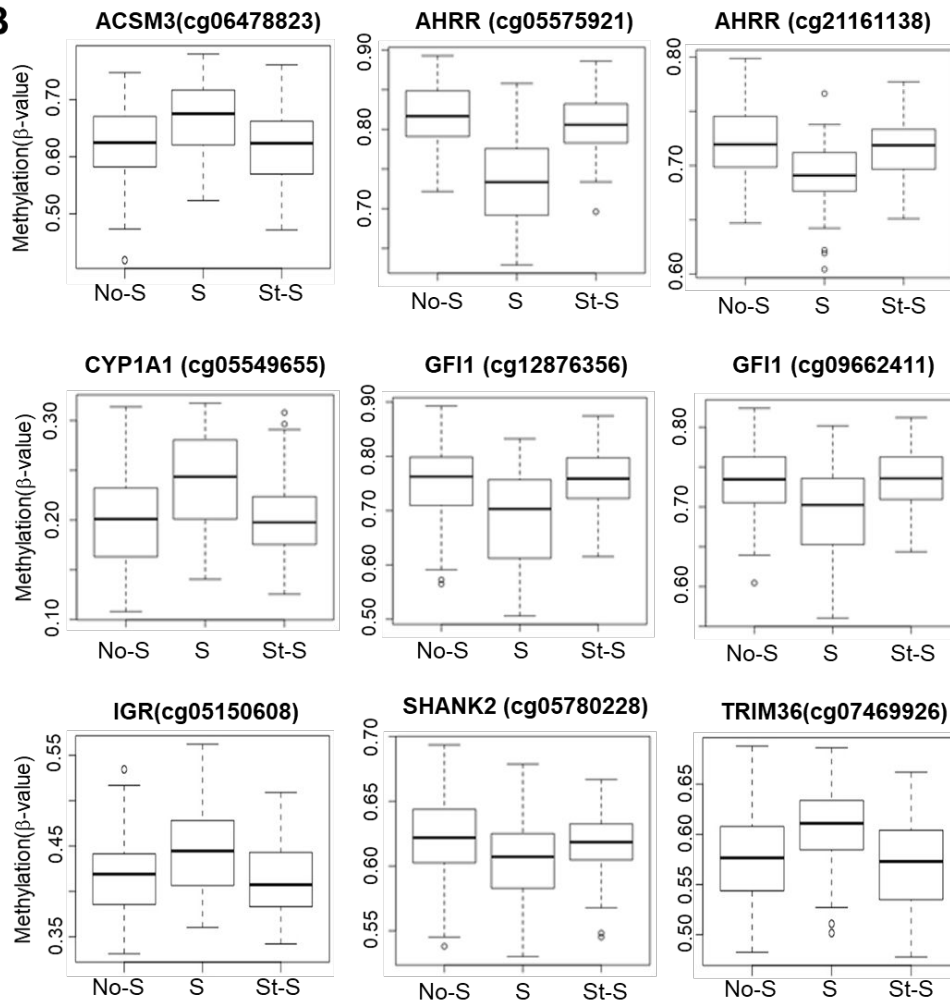 B
ACSM3(cg06478823)
AHRR (cg05575921)
AHRR (cg21161138)
Methylation(β-value)
0.70
0.60
0.50
No-S S St-S
0.90
0.80
0.70
No-S S St-S
0.80
0.70
0.60
No-S S St-S
CYP1A1 (cg05549655)
GFI1 (cg12876356)
GFI1 (cg09662411)
Methylation(β-value)
0.30
0.20
0.10
No-S S St-S
0.90
0.80
0.70
0.60
0.50
No-S S St-S
0.80
0.70
0.60
No-S S St-S
IGR(cg05150608)
SHANK2 (cg05780228)
TRIM36(cg07469926)
Methylation(β-value)
0.55
0.45
0.35
No-S S St-S
0.70
0.65
0.60
0.55
No-S S St-S
0.65
0.60
0.55
0.50
No-S S St-S